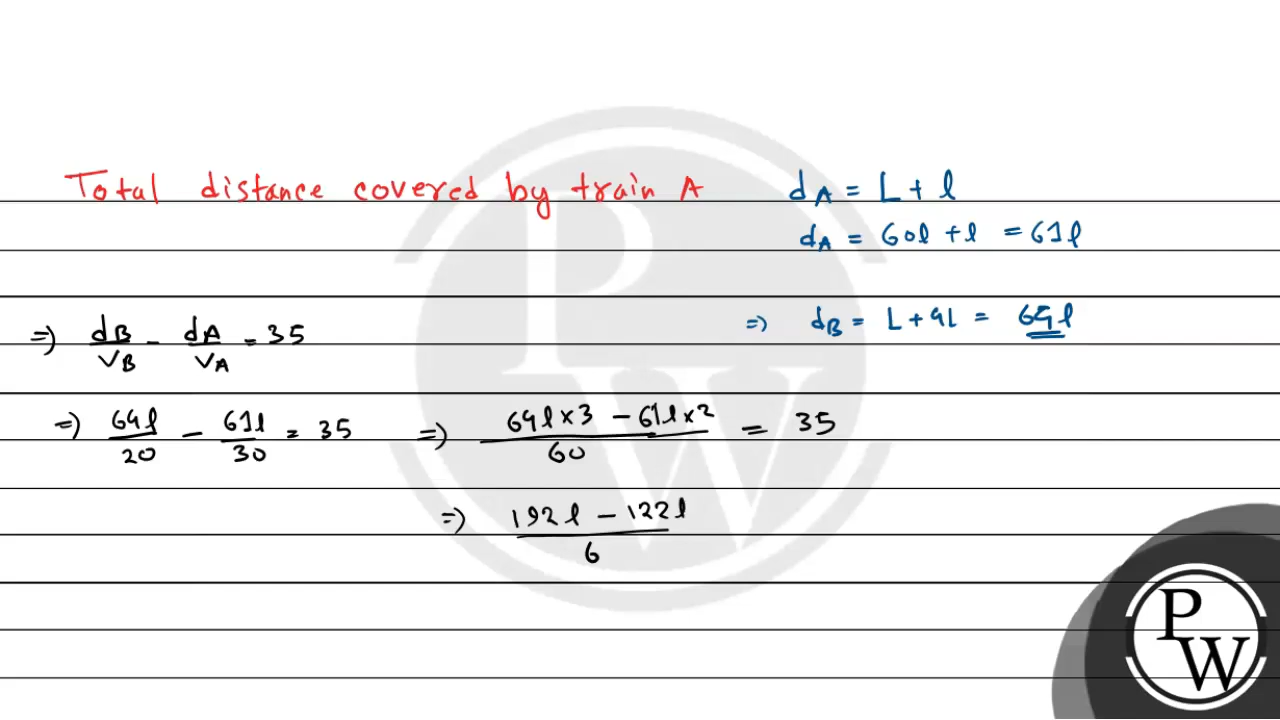 Total distance covered by train A
dA = L + l
dA = 60l + l = 61l
⇒ dB = L + 4l = 64l
⇒ dB/VB - dA/VA = 35
⇒ 64l/20 - 61l/30 = 35
⇒ (64l×3 - 61l×2)/60 = 35
⇒ (192l - 122l)/6
P
W
P
W